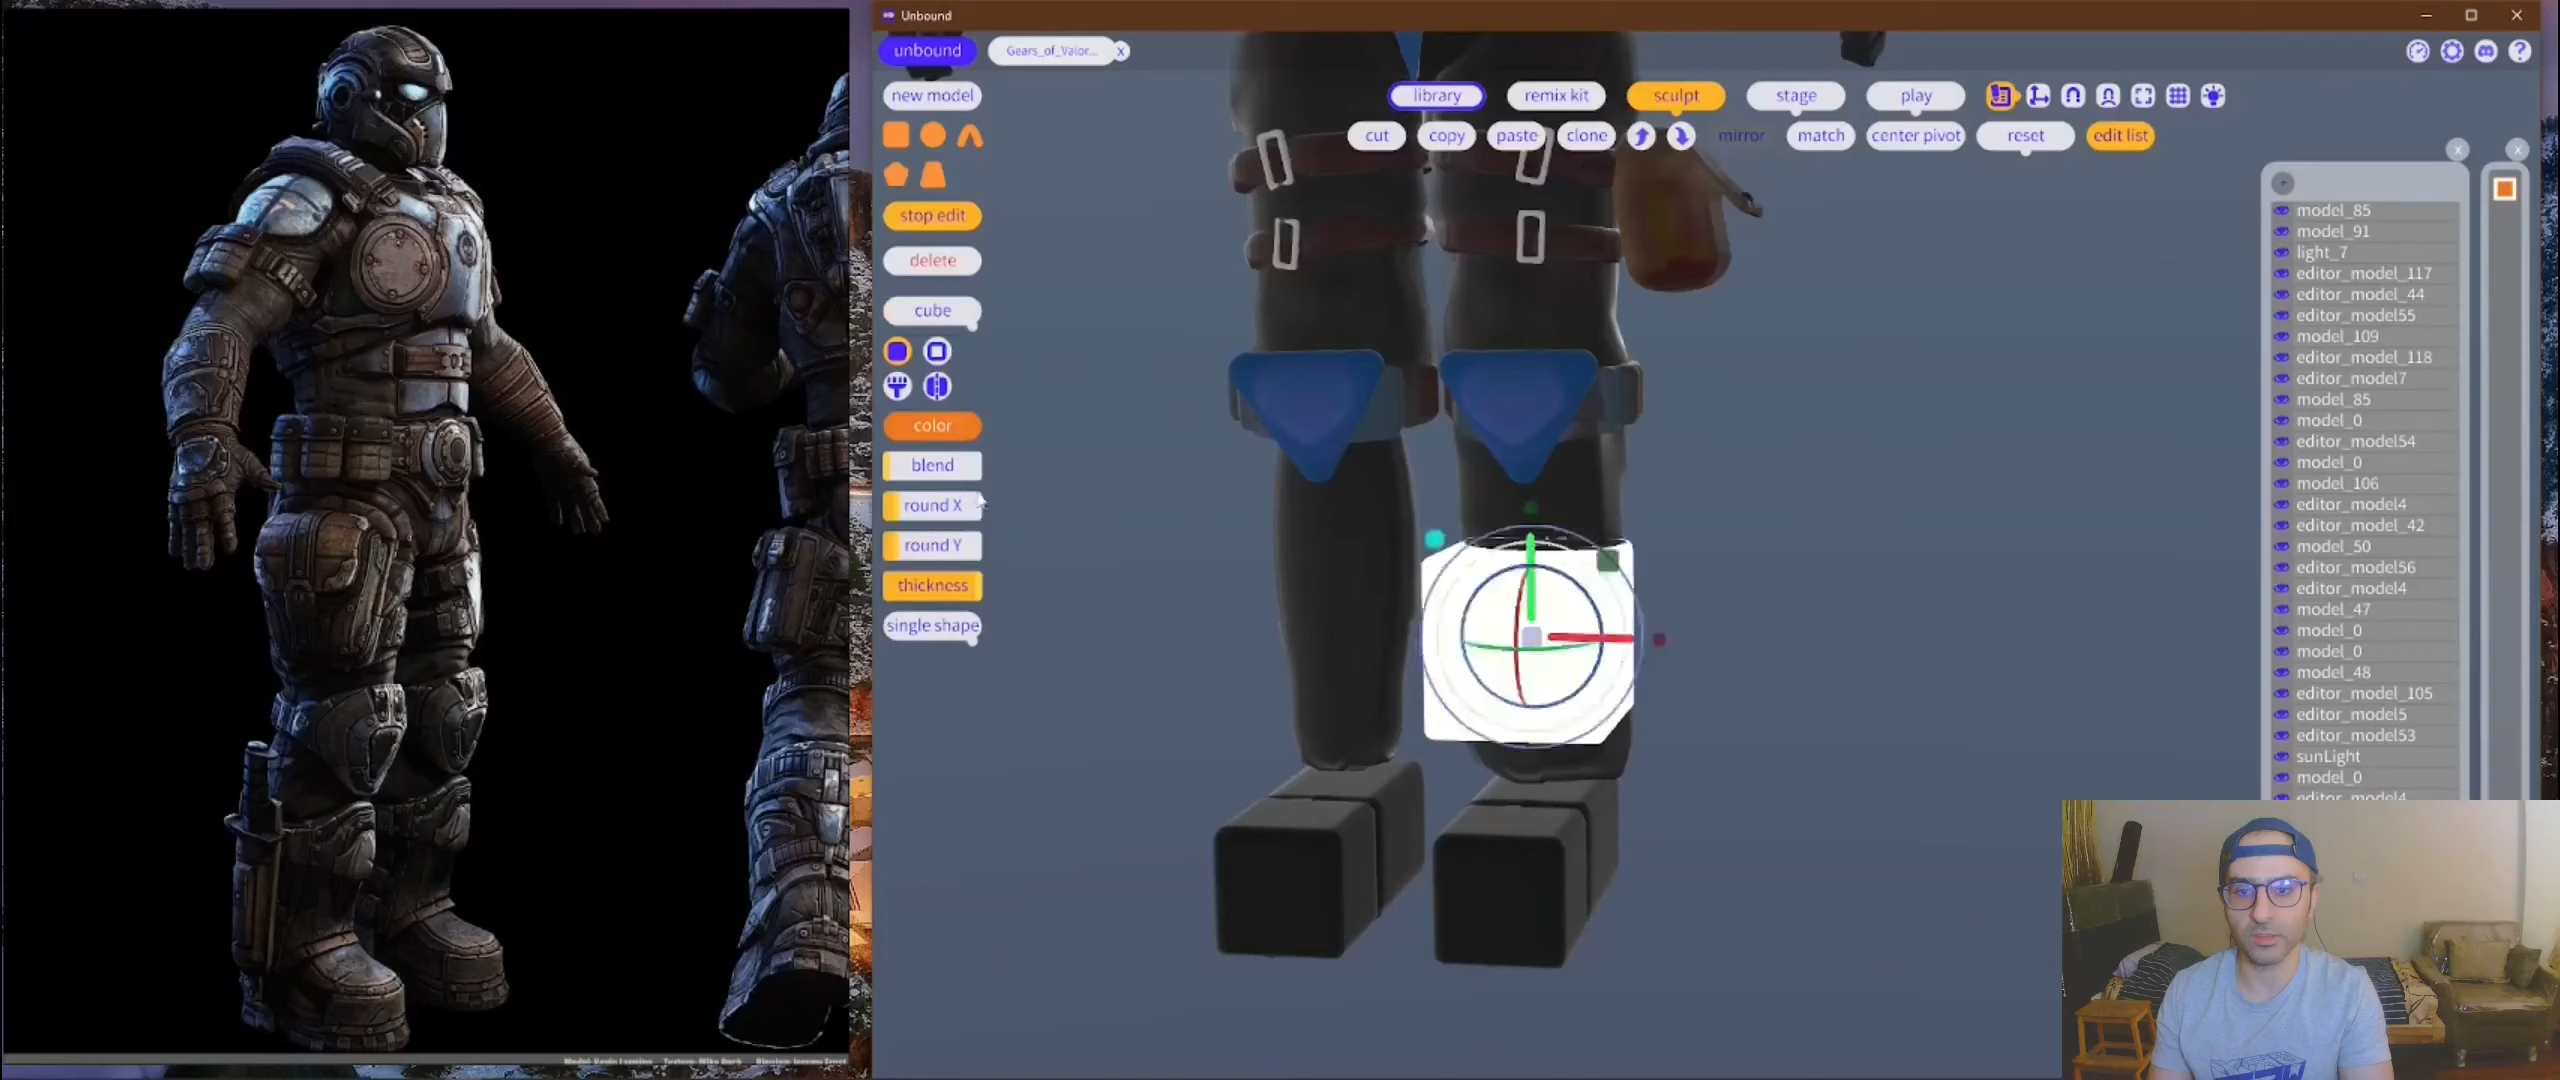 Unbound
unbound
Gears_of_Valor...
x
new model
library
remix kit
sculpt
stage
play
cut
copy
paste
clone
mirror
match
center pivot
reset
edit list
stop edit
delete
cube
color
blend
round X
round Y
thickness
single shape
x
x
+
model_85
model_91
light_7
editor_model_117
editor_model_44
editor_model55
model_109
editor_model_118
editor_model7
model_85
model_0
editor_model54
model_0
model_106
editor_model4
editor_model_42
model_50
editor_model56
editor_model4
model_47
model_0
model_0
model_48
editor_model_105
editor_model5
editor_model53
sunLight
model_0
editor_model4